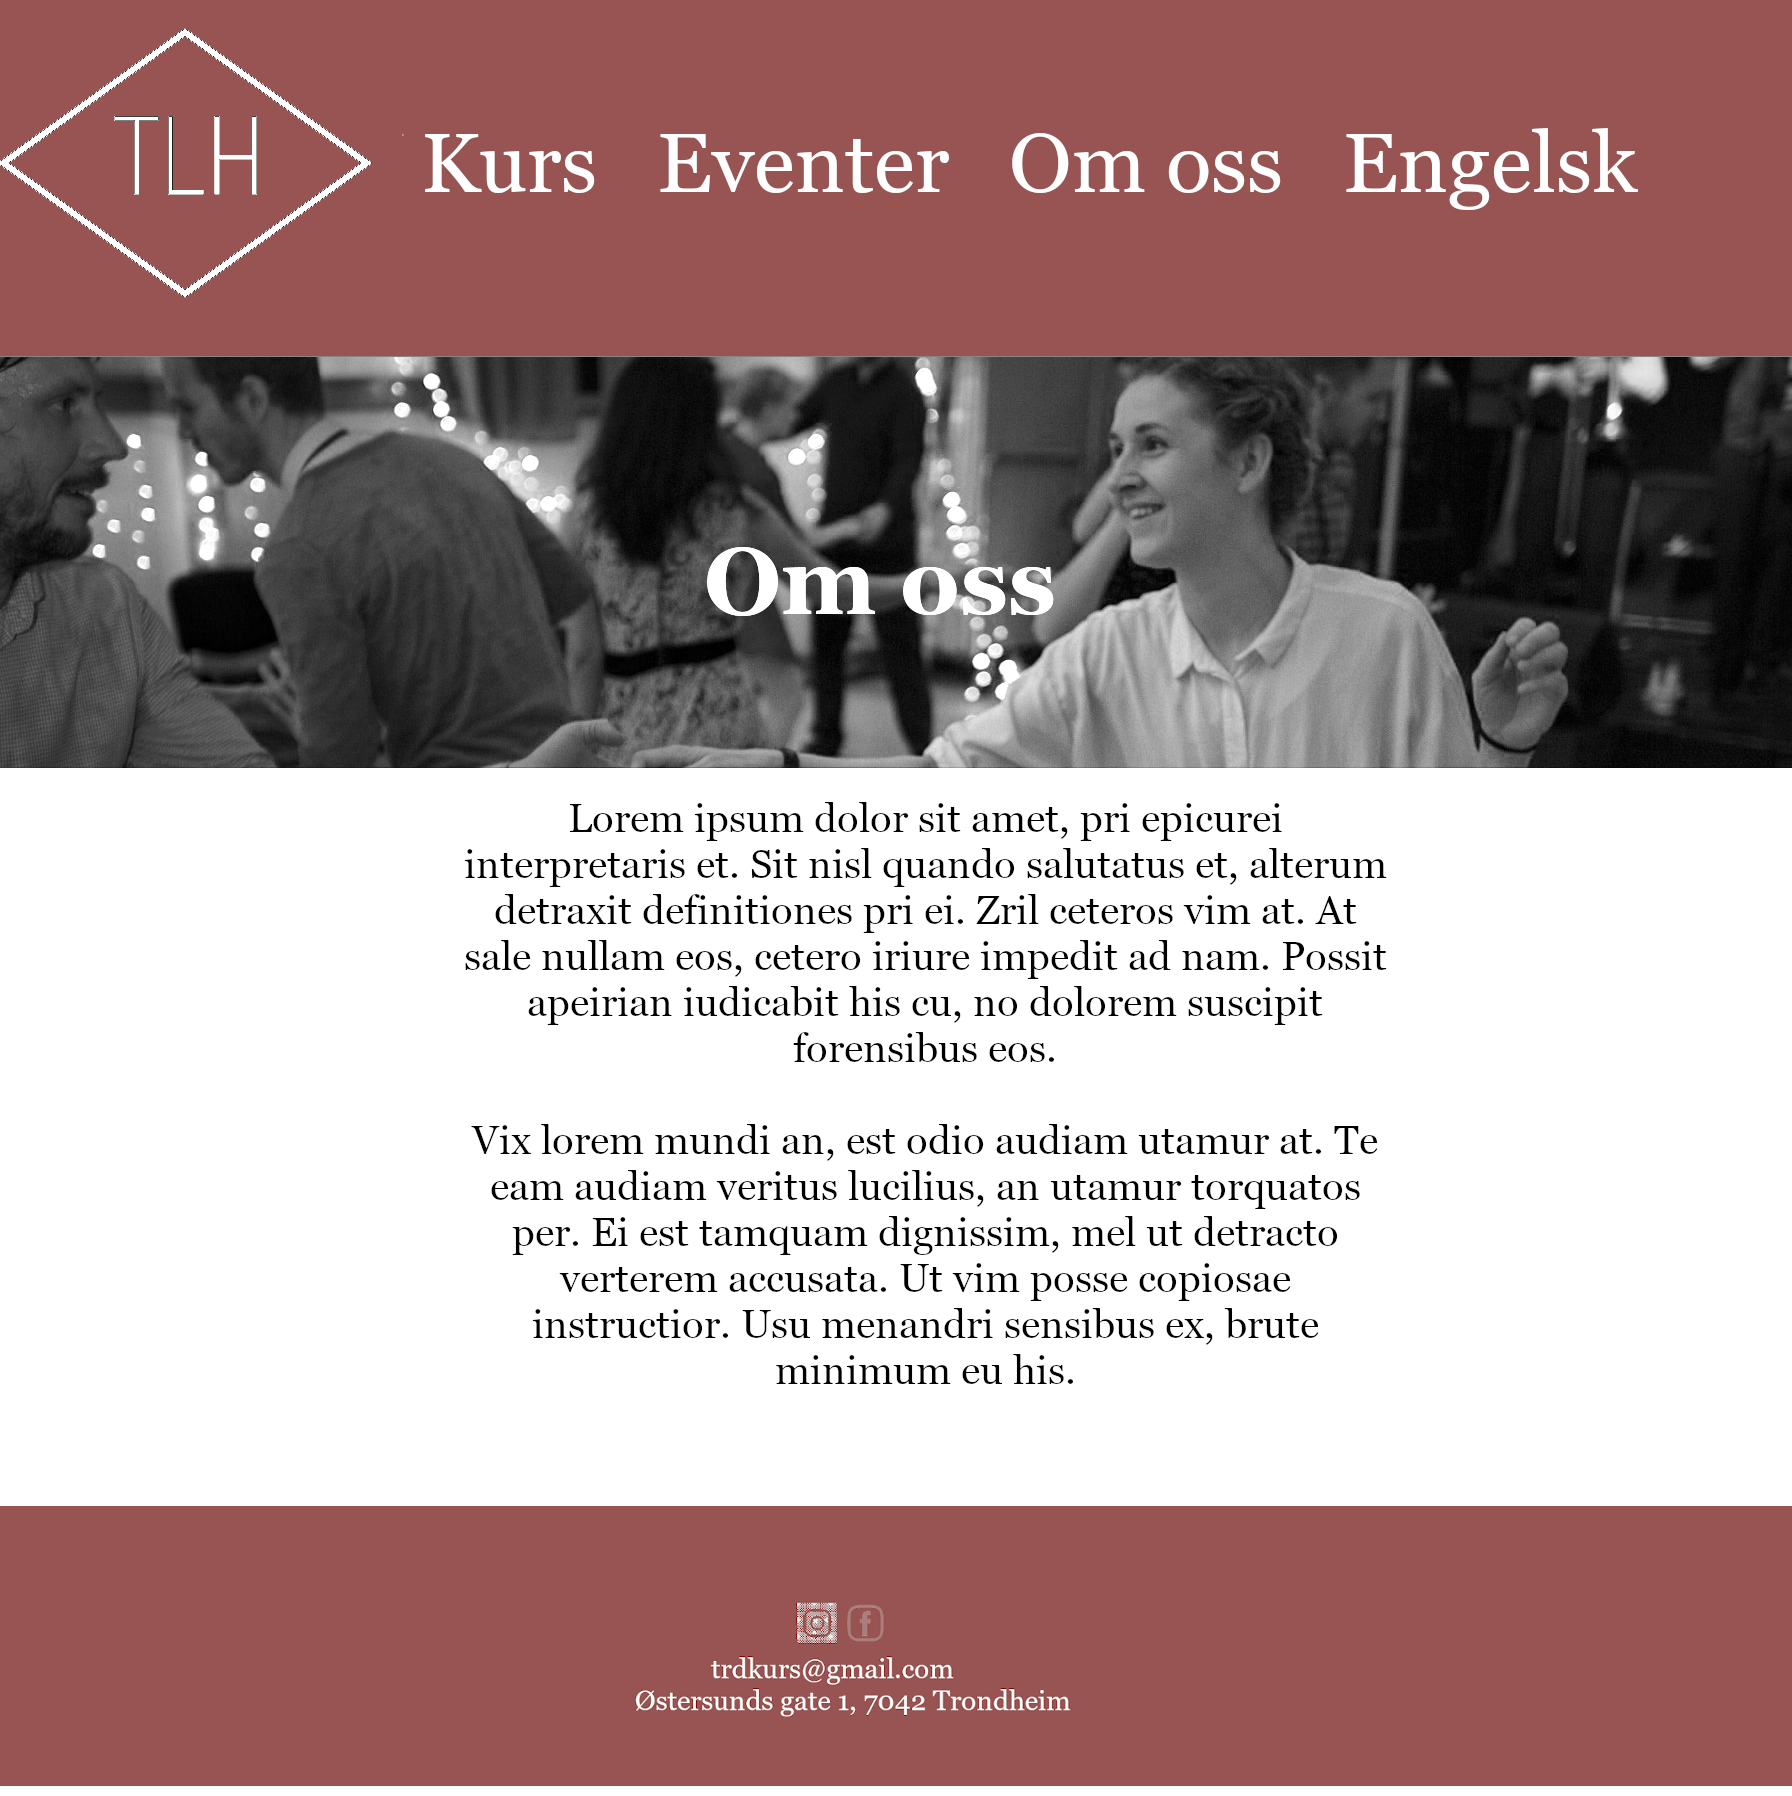 TLH
Kurs Eventer Om oss Engelsk
Om oss
Lorem ipsum dolor sit amet, pri epicurei
interpretaris et. Sit nisl quando salutatus et, alterum
detraxit definitiones pri ei. Zril ceteros vim at. At
sale nullam eos, cetero iriure impedit ad nam. Possit
apeirian iudicabit his cu, no dolorem suscipit
forensibus eos.
Vix lorem mundi an, est odio audiam utamur at. Te
eam audiam veritus lucilius, an utamur torquatos
per. Ei est tamquam dignissim, mel ut detracto
verterem accusata. Ut vim posse copiosae
instructior. Usu menandri sensibus ex, brute
minimum eu his.
trdkurs@gmail.com
Østersunds gate 1, 7042 Trondheim